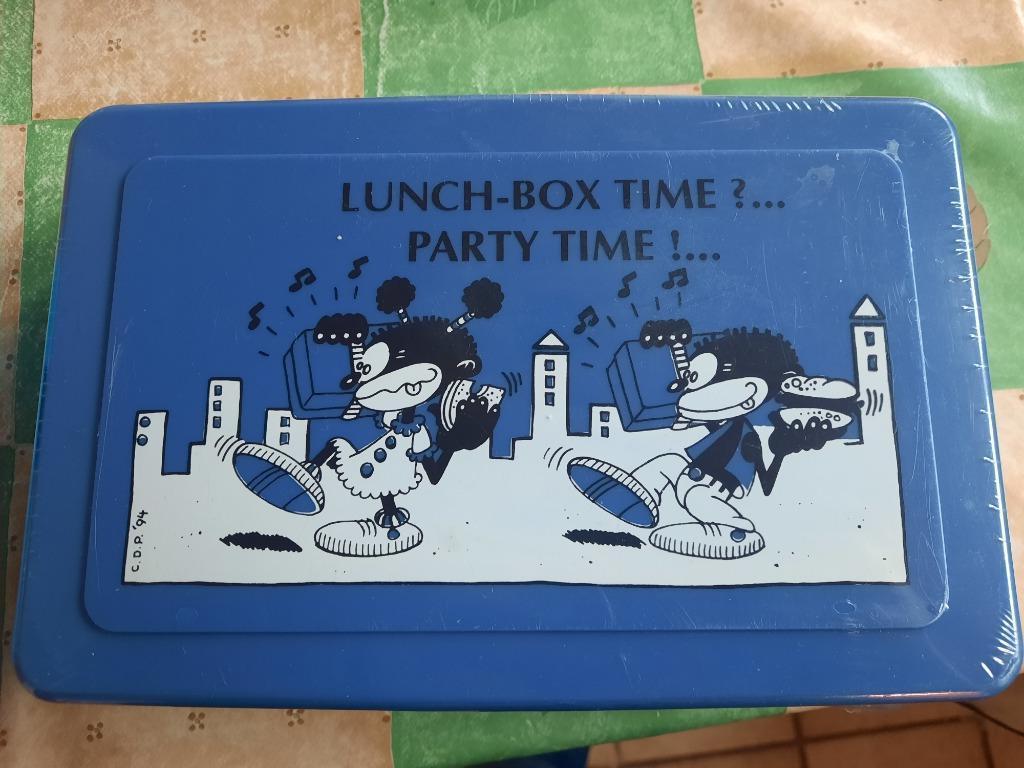 LUNCH-BOX TIME ?...
PARTY TIME !...
C.D.P. '94